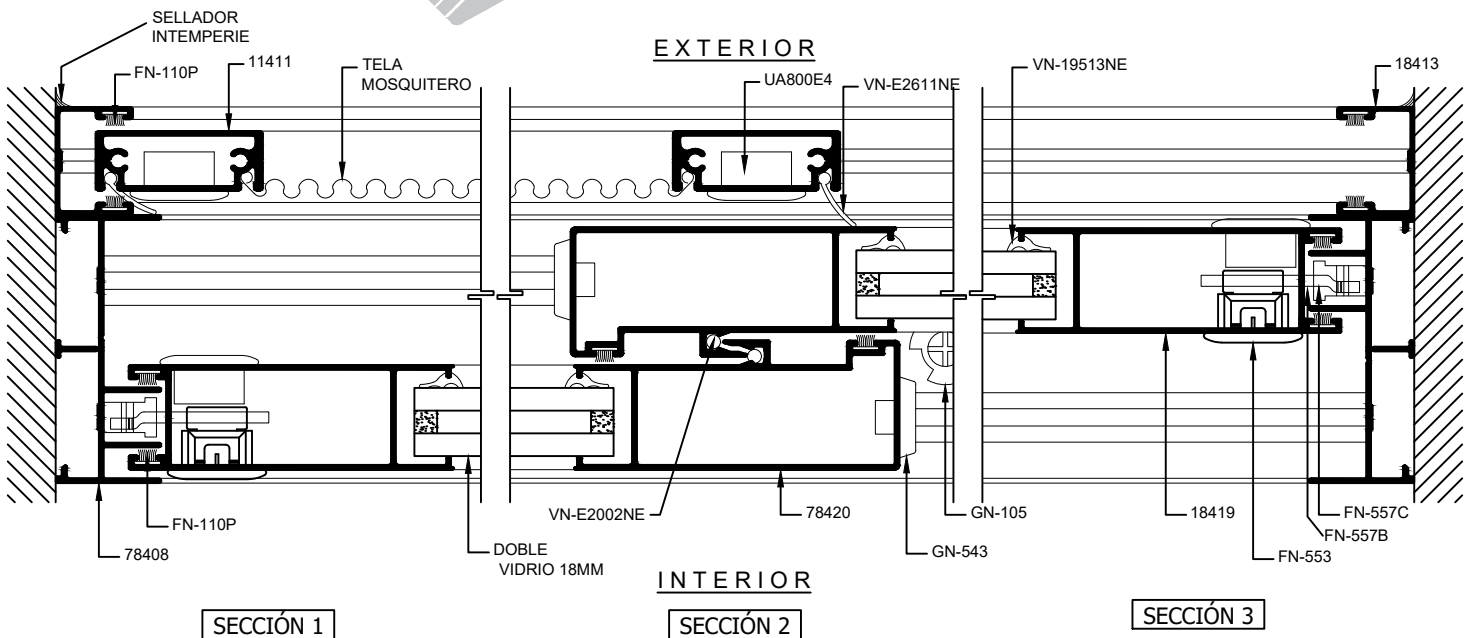 SELLADOR
INTEMPERIE
EXTERIOR
FN-110P
11411
TELA
MOSQUITERO
UA800E4
VN-E2611NE
VN-19513NE
18413
FN-110P
78408
DOBLE
VIDRIO 18MM
VN-E2002NE
78420
GN-543
GN-105
18419
FN-553
FN-557B
FN-557C
INTERIOR
SECCIÓN 1
SECCIÓN 2
SECCIÓN 3